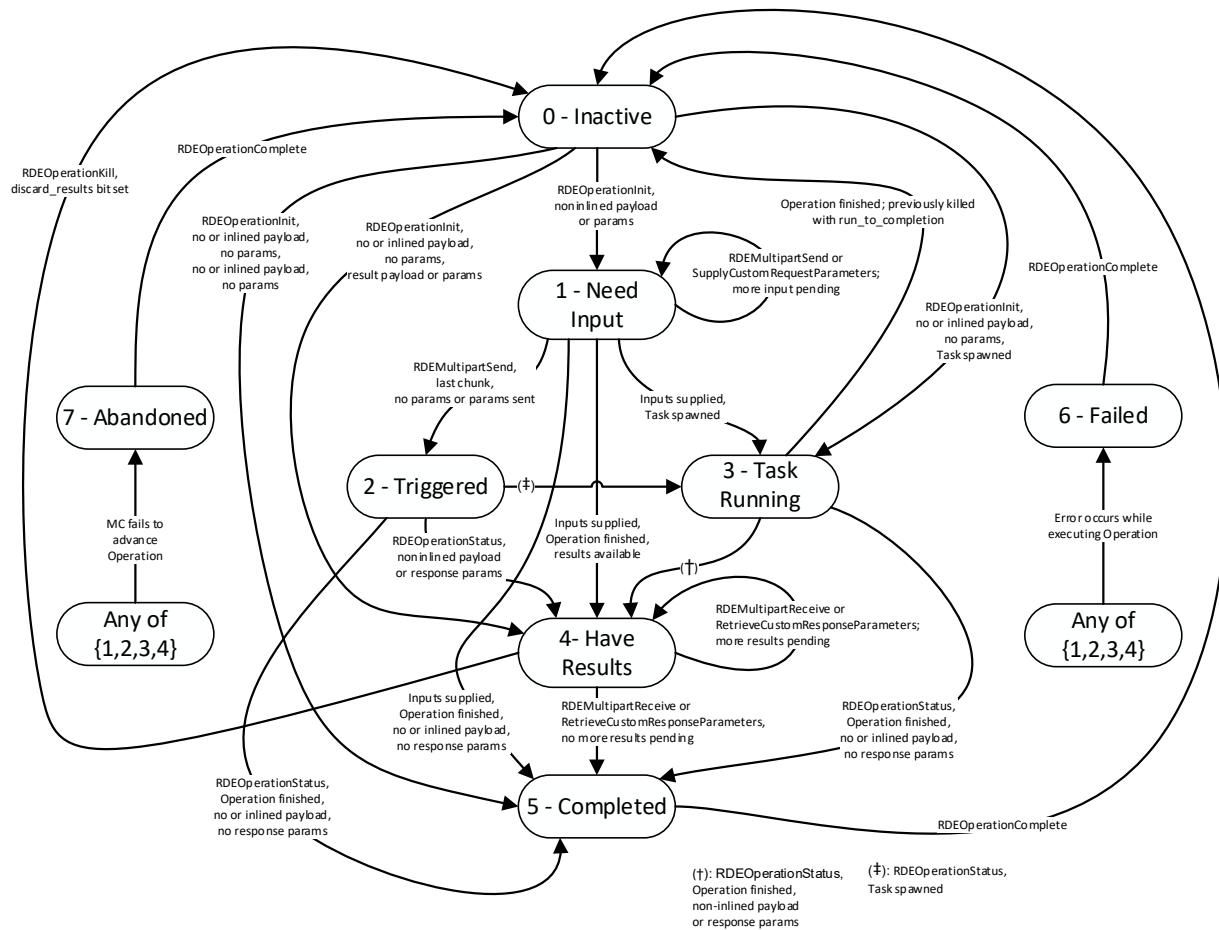 0 - Inactive
RDEOperationComplete
RDEOperationKill,
discard_results bit set
RDEOperationInit,
noninlined payload
or params
Operation finished; previously killed
with run_to_completion
RDEOperationInit,
no or inlined payload,
no params,
no or inlined payload,
no params
RDEOperationInit,
no or inlined payload,
no params,
result payload or params
RDEMultipartSend or
SupplyCustomRequestParameters;
more input pending
RDEOperationComplete
1 - Need
Input
RDEOperationInit,
no or inlined payload,
no params,
Task spawned
RDEMultipartSend,
last chunk,
no params or params sent
Inputs supplied,
Task spawned
7 - Abandoned
6 - Failed
2 - Triggered
(‡)
3 - Task
Running
MC fails to
advance
Operation
RDEOperationStatus,
noninlined payload
or response params
Inputs supplied,
Operation finished,
results available
Error occurs while
executing Operation
(†)
Any of
{1,2,3,4}
4- Have
Results
RDEMultipartReceive or
RetrieveCustomResponseParameters;
more results pending
Any of
{1,2,3,4}
Inputs supplied,
Operation finished,
no or inlined payload,
no response params
RDEMultipartReceive or
RetrieveCustomResponseParameters,
no more results pending
RDEOperationStatus,
Operation finished,
no or inlined payload,
no response params
RDEOperationStatus,
Operation finished,
no or inlined payload,
no response params
5 - Completed
RDEOperationComplete
(†): RDEOperationStatus,
Operation finished,
non-inlined payload
or response params
(‡): RDEOperationStatus,
Task spawned